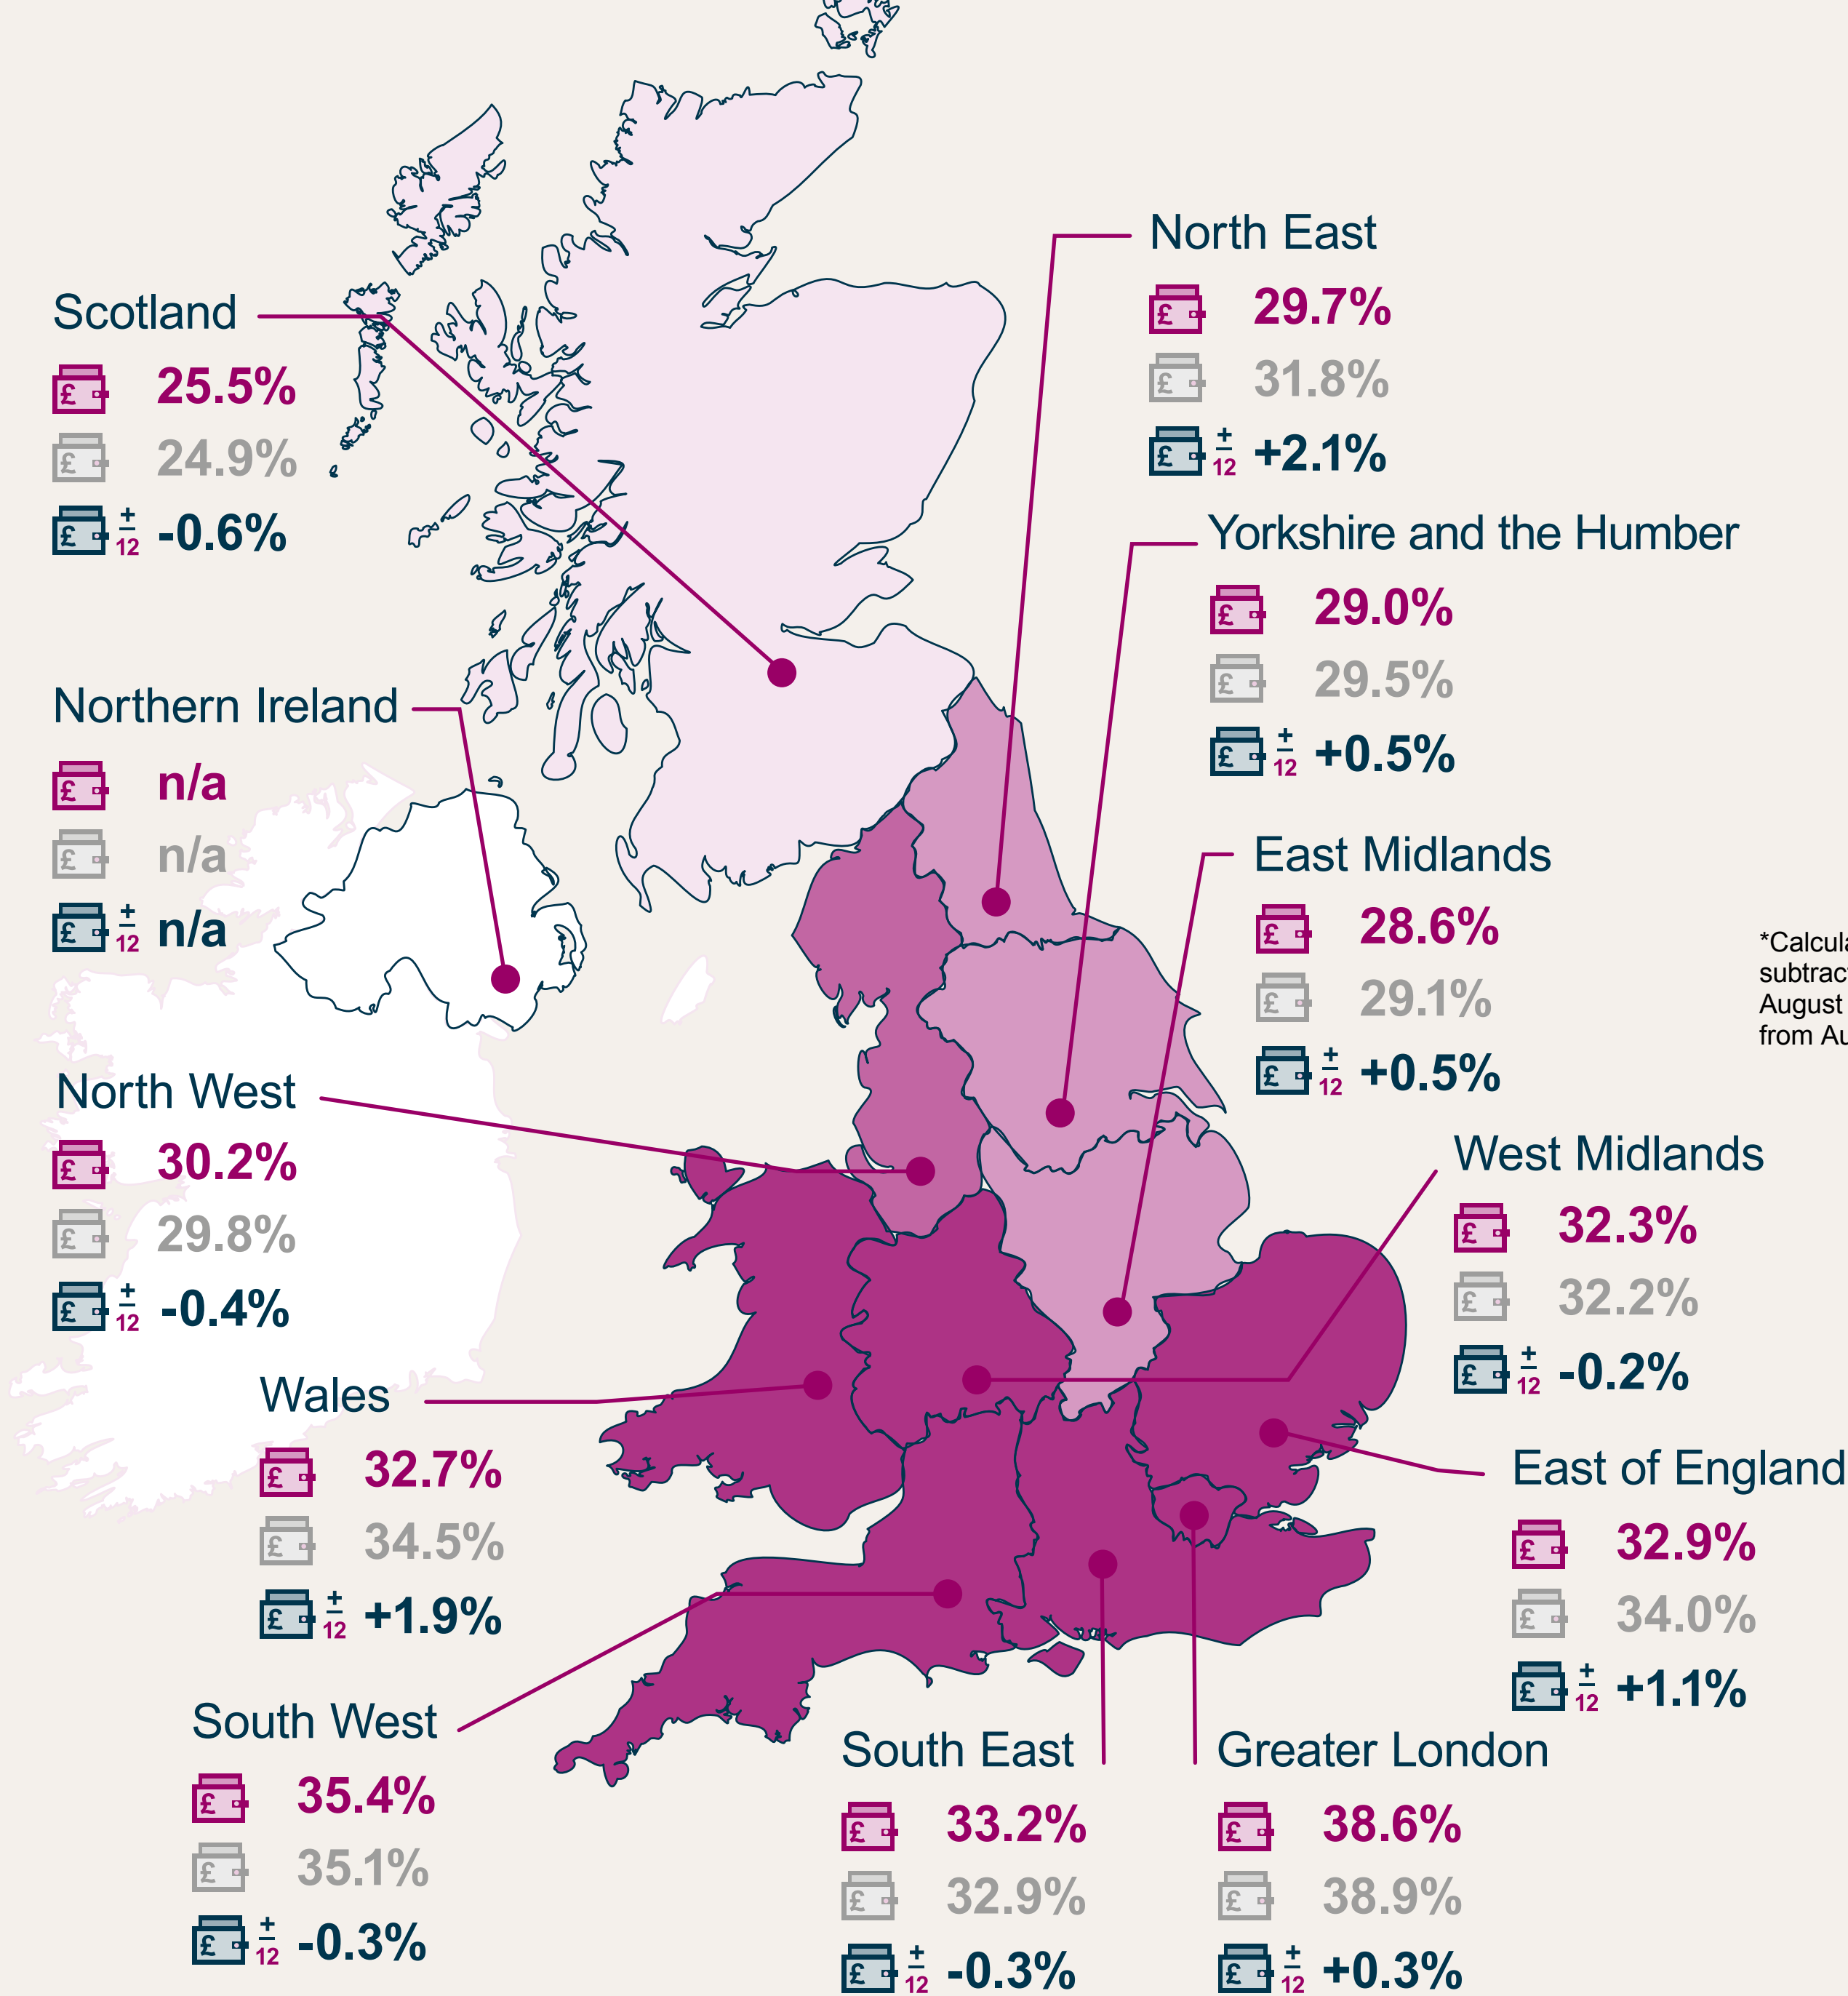 Scotland
£ 25.5%
£ 24.9%
£ ± 12 -0.6%
Northern Ireland
£ n/a
£ n/a
£ ± 12 n/a
North West
£ 30.2%
£ 29.8%
£ ± 12 -0.4%
Wales
£ 32.7%
£ 34.5%
£ ± 12 +1.9%
South West
£ 35.4%
£ 35.1%
£ ± 12 -0.3%
South East
£ 33.2%
£ 32.9%
£ ± 12 -0.3%
Greater London
£ 38.6%
£ 38.9%
£ ± 12 +0.3%
North East
£ 29.7%
£ 31.8%
£ ± 12 +2.1%
Yorkshire and the Humber
£ 29.0%
£ 29.5%
£ ± 12 +0.5%
East Midlands
£ 28.6%
£ 29.1%
£ ± 12 +0.5%
West Midlands
£ 32.3%
£ 32.2%
£ ± 12 -0.2%
East of England
£ 32.9%
£ 34.0%
£ ± 12 +1.1%
August
from